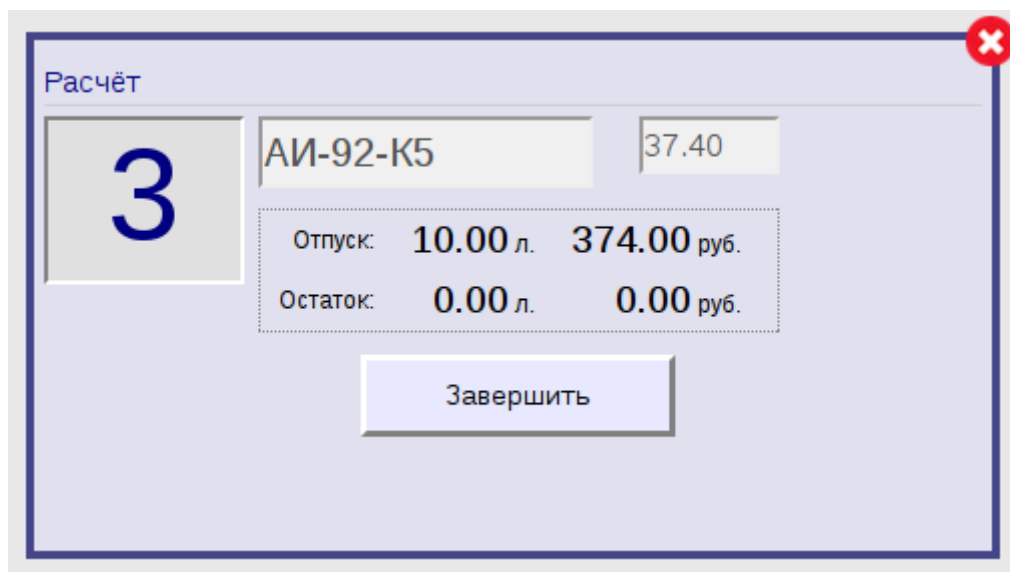 Расчёт
3
АИ-92-К5
37.40
Отпуск: 10.00 л. 374.00 руб.
Остаток: 0.00 л. 0.00 руб.
Завершить